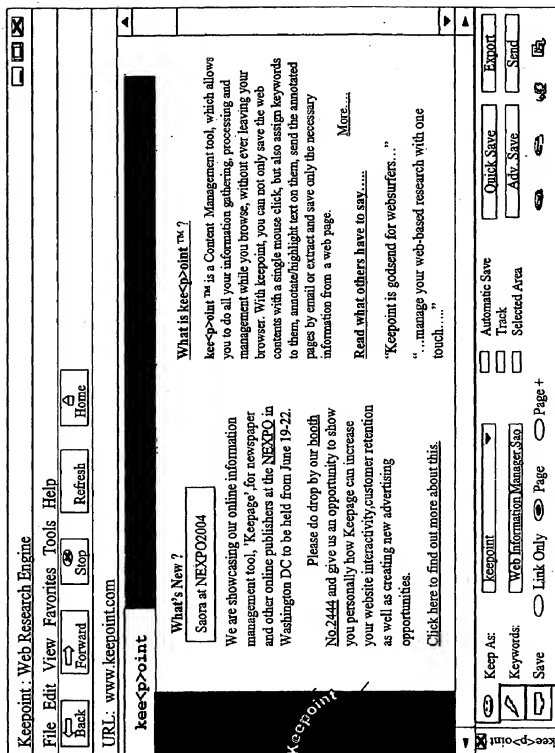 Keepoint : Web Research Engine
File Edit View Favorites Tools Help
Back Forward Stop Refresh Home
URL: www.keepoint.com
kee<p>oint
keepoint
What's New ?
Saora at NEXPO2004
We are showcasing our online information
management tool, 'Keepage',for newspaper
and other online publishers at the NEXPO in
Washington DC to be held from June 19-22.
Please do drop by our booth
No.2444 and give us an opportunity to show
you personally how Keepage can increase
your website interactivity,customer retention
as well as creating new advertising
opportunities.
Click here to find out more about this.
What is kee<p>oint ™ ?
kee<p>oint ™ is a Content Management tool, which allows
you to do all your information gathering, processing and
management while you browse, without ever leaving your
browser. With keepoint, you can not only save the web
contents with a single mouse click, but also assign keywords
to them, annotate/highlight text on them, send the annotated
pages by email or extract and save only the necessary
information from a web page.
More....
Read what others have to say.....
"Keepoint is godsend for websurfers..."
"...manage your web-based research with one
touch....."
kee<p>oint
Keep As: keepoint Automatic Save Quick Save Export
Track
Keywords: Web Information Manager Sao Selected Area Adv. Save Send
Save Link Only Page Page +